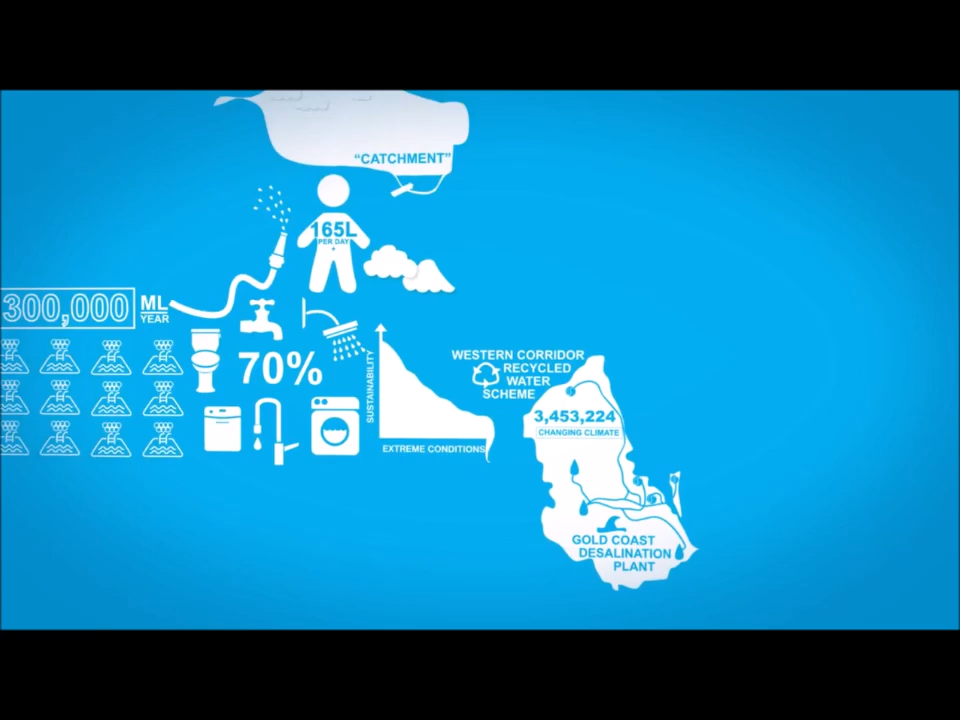 “CATCHMENT”
165L
PER DAY
300,000
ML
YEAR
70%
SUSTAINABILITY
EXTREME CONDITIONS
WESTERN CORRIDOR
RECYCLED
WATER
SCHEME
3,453,224
CHANGING CLIMATE
GOLD COAST
DESALINATION
PLANT